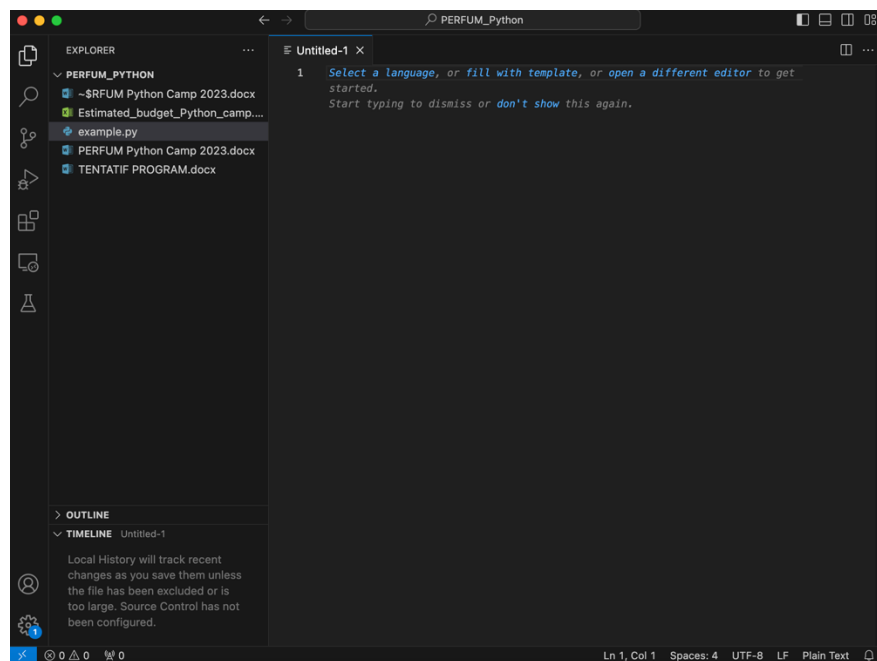 PERFUM_Python
EXPLORER
Untitled-1
PERFUM_PYTHON
~$RFUM Python Camp 2023.docx
Estimated_budget_Python_camp....
example.py
PERFUM Python Camp 2023.docx
TENTATIF PROGRAM.docx
1 Select a language, or fill with template, or open a different editor to get
started.
Start typing to dismiss or don't show this again.
OUTLINE
TIMELINE Untitled-1
Local History will track recent
changes as you save them unless
the file has been excluded or is
too large. Source Control has not
been configured.
1
0 0 0 Ln 1, Col 1 Spaces: 4 UTF-8 LF Plain Text